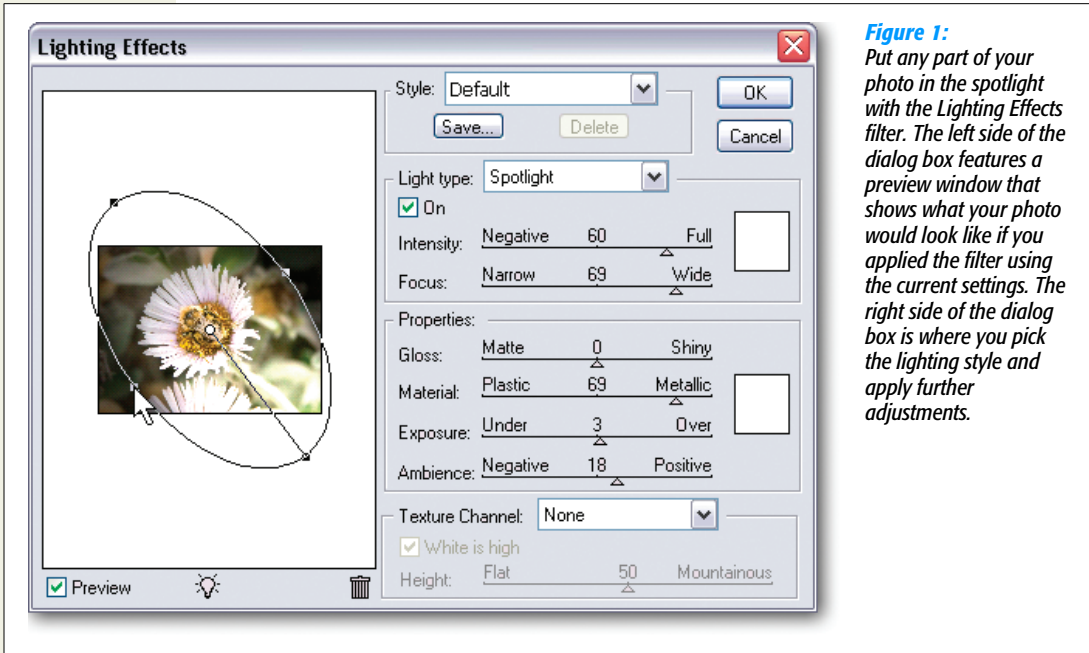 Lighting Effects
Style: Default
OK
Save...
Delete
Cancel
Light type: Spotlight
On
Intensity: Negative 60 Full
Focus: Narrow 69 Wide
Properties:
Gloss: Matte 0 Shiny
Material: Plastic 69 Metallic
Exposure: Under 3 Over
Ambience: Negative 18 Positive
Texture Channel: None
White is high
Height: Flat 50 Mountainous
Preview
Figure 1:
Put any part of your
photo in the spotlight
with the Lighting Effects
filter. The left side of the
dialog box features a
preview window that
shows what your photo
would look like if you
applied the filter using
the current settings. The
right side of the dialog
box is where you pick
the lighting style and
apply further
adjustments.